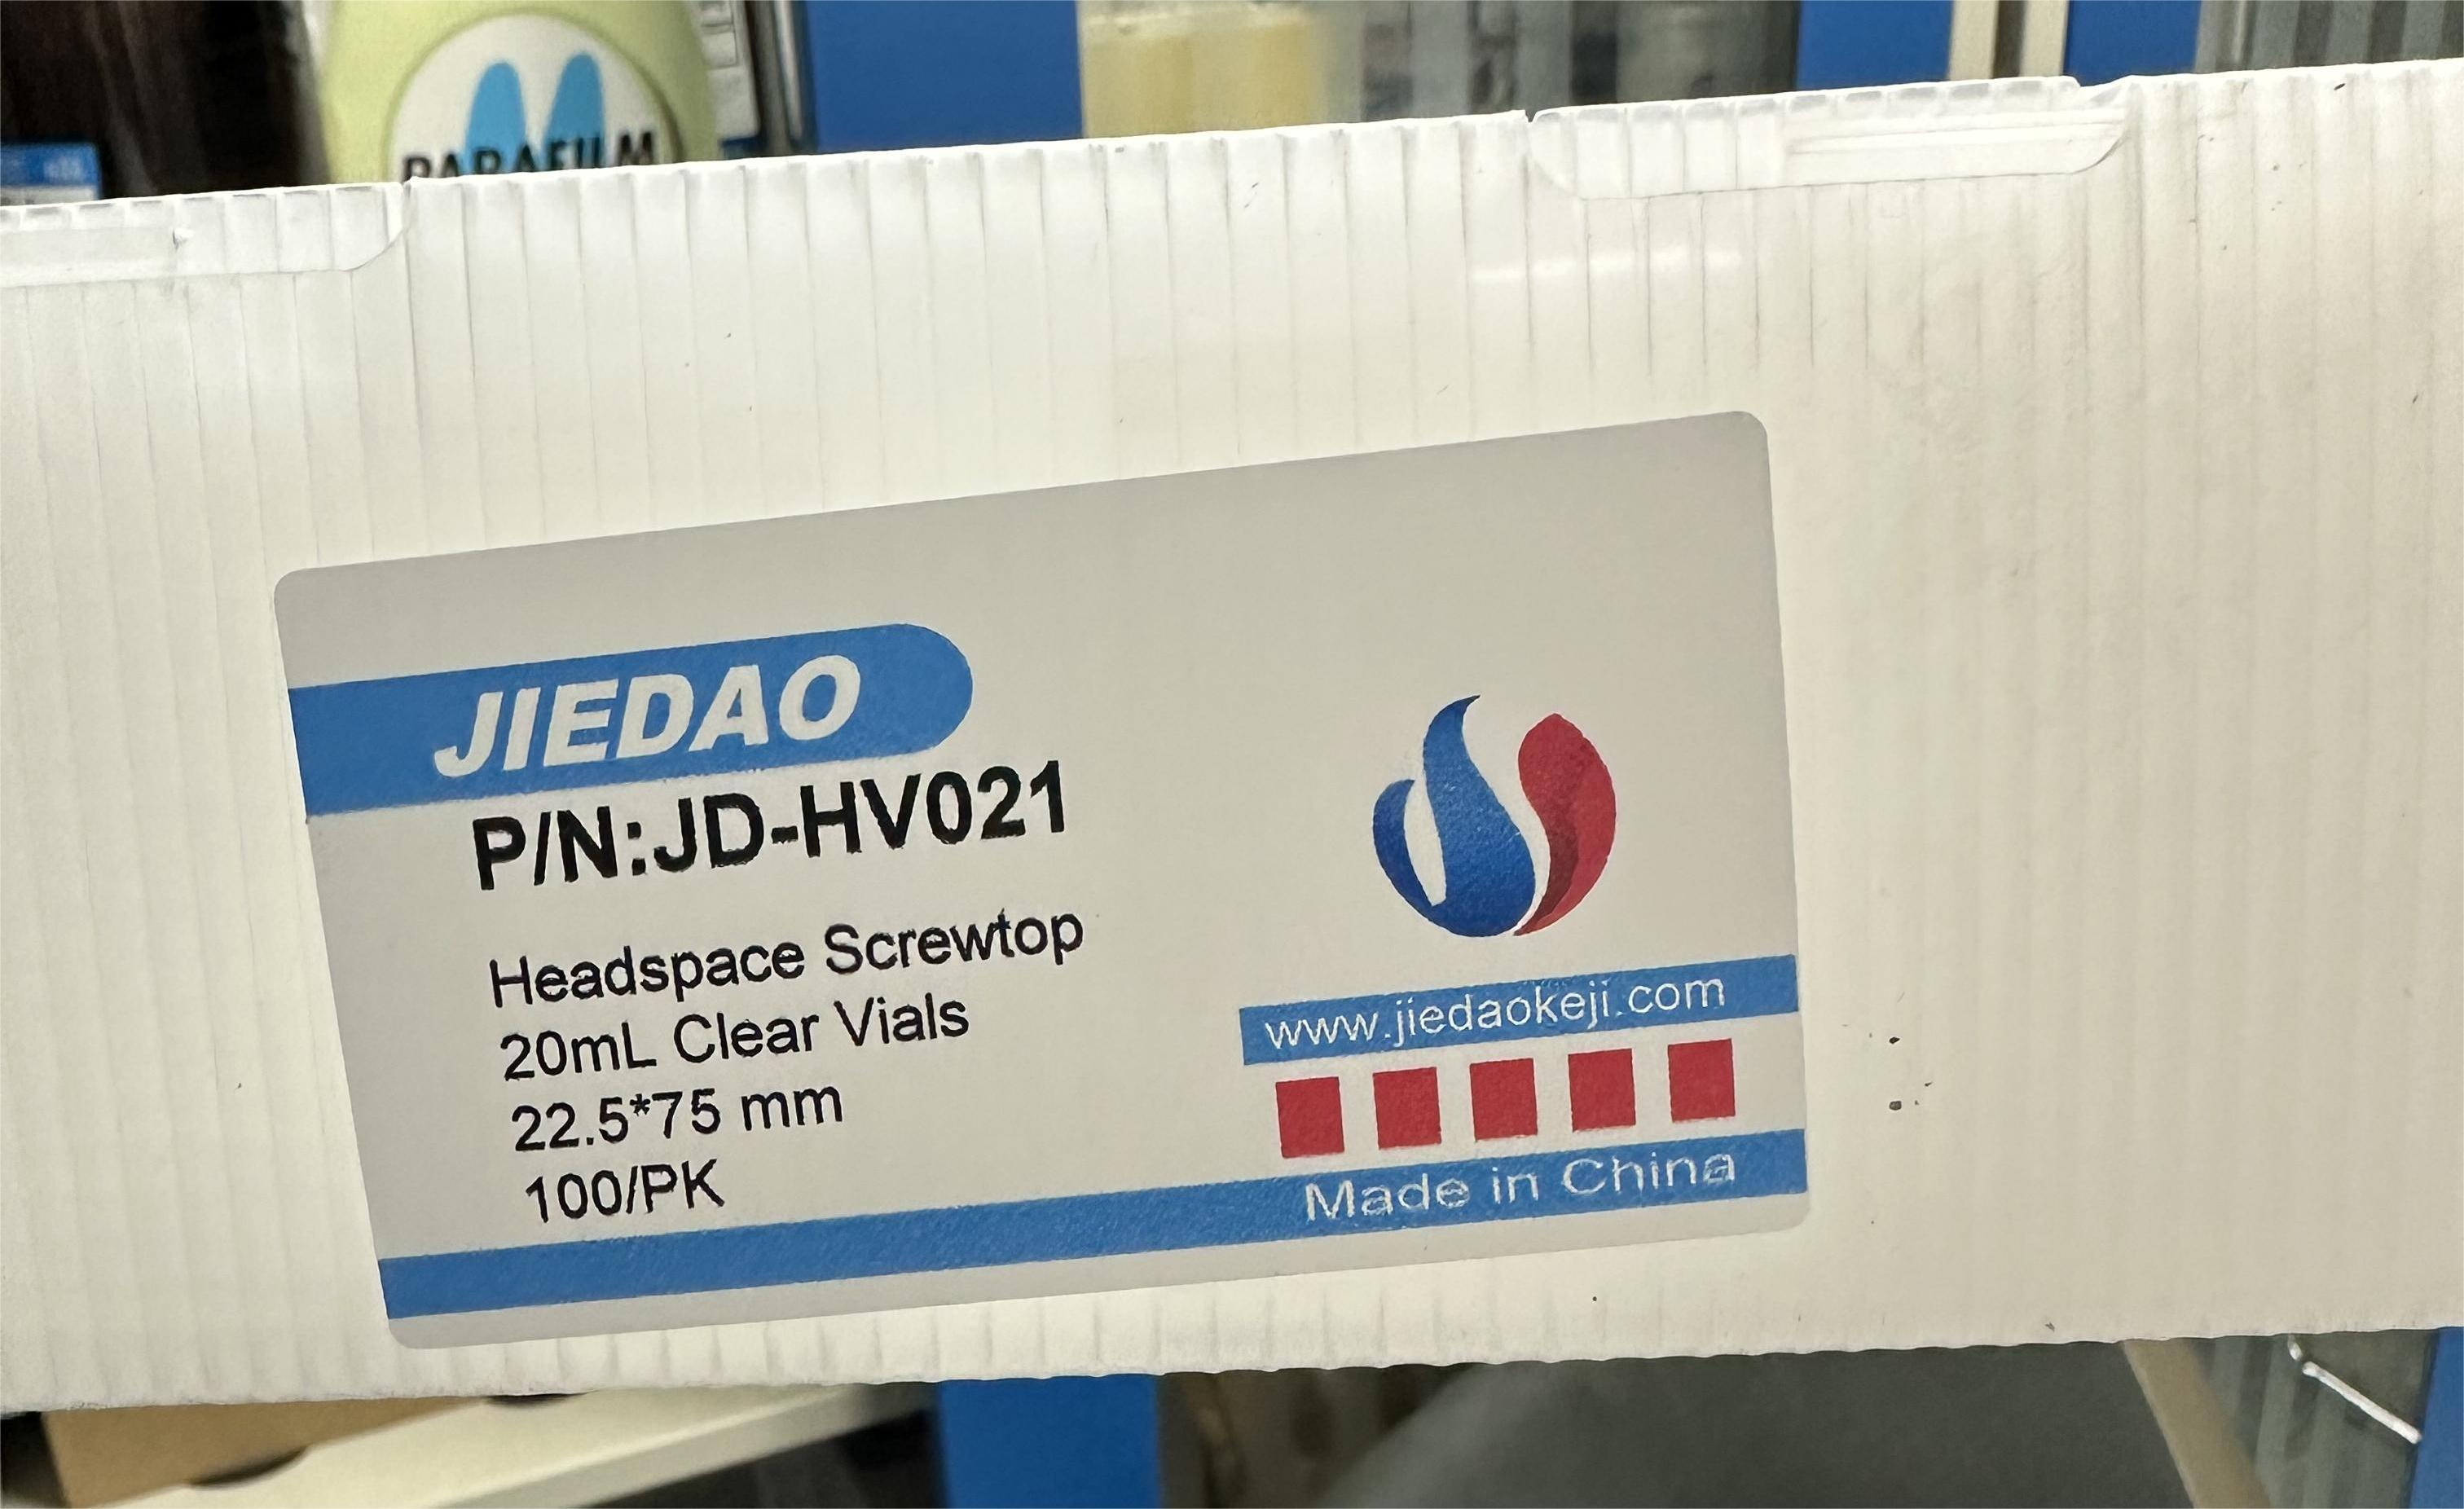 PARAFILM
JIEDAO
P/N:JD-HV021
Headspace Screwtop
20mL Clear Vials
22.5*75 mm
100/PK
www.jiedaokeji.com
Made in China